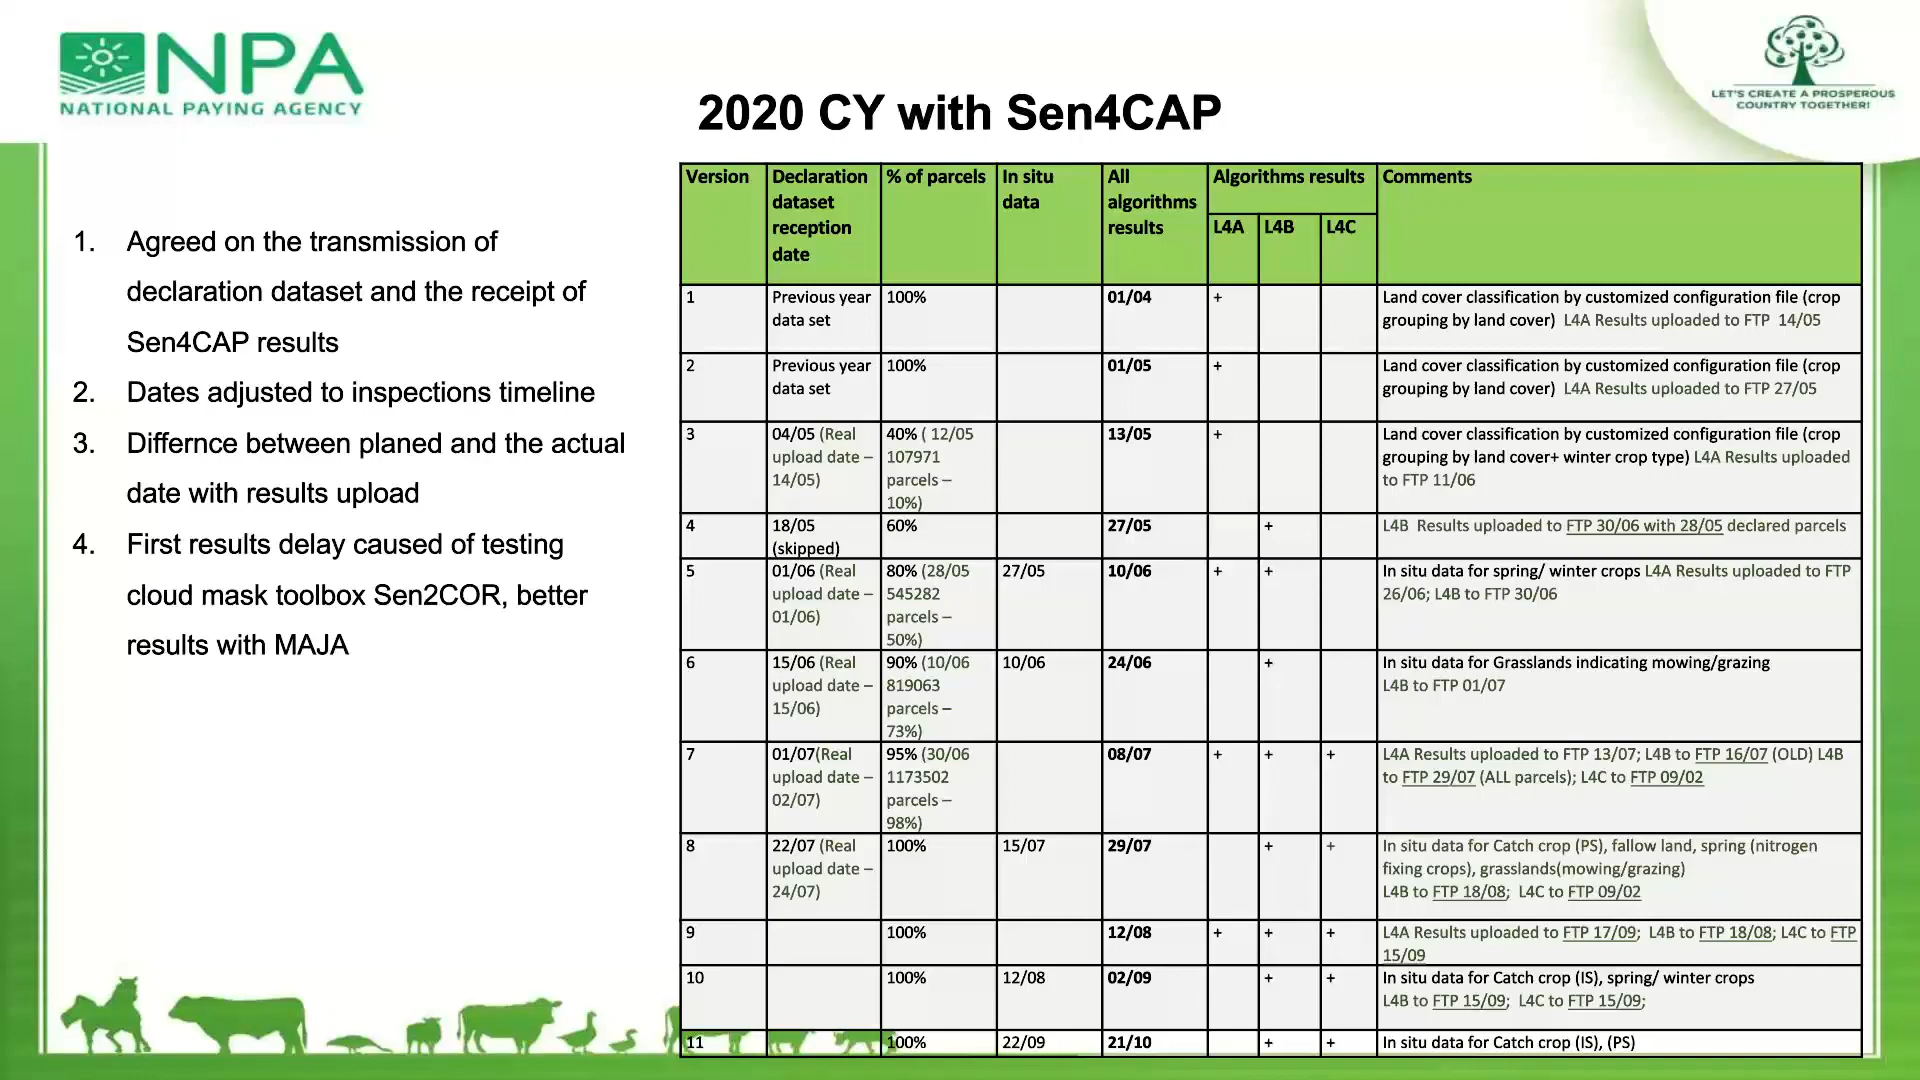 NPA
NATIONAL PAYING AGENCY
LET'S CREATE A PROSPEROUS
COUNTRY TOGETHER!
2020 CY with Sen4CAP
1. Agreed on the transmission of
declaration dataset and the receipt of
Sen4CAP results
2. Dates adjusted to inspections timeline
3. Differnce between planed and the actual
date with results upload
4. First results delay caused of testing
cloud mask toolbox Sen2COR, better
results with MAJA
Version
Declaration
dataset
reception
date
% of parcels
In situ
data
All
algorithms
results
Algorithms results
L4A
L4B
L4C
Comments
1
Previous year
data set
100%
01/04
+
Land cover classification by customized configuration file (crop
grouping by land cover) L4A Results uploaded to FTP 14/05
2
Previous year
data set
100%
01/05
+
Land cover classification by customized configuration file (crop
grouping by land cover) L4A Results uploaded to FTP 27/05
3
04/05 (Real
upload date –
14/05)
40% ( 12/05
107971
parcels –
10%)
13/05
+
Land cover classification by customized configuration file (crop
grouping by land cover+ winter crop type) L4A Results uploaded
to FTP 11/06
4
18/05
(skipped)
60%
27/05
+
L4B Results uploaded to FTP 30/06 with 28/05 declared parcels
5
01/06 (Real
upload date –
01/06)
80% (28/05
545282
parcels –
50%)
27/05
10/06
+
+
In situ data for spring/ winter crops L4A Results uploaded to FTP
26/06; L4B to FTP 30/06
6
15/06 (Real
upload date –
15/06)
90% (10/06
819063
parcels –
73%)
10/06
24/06
+
In situ data for Grasslands indicating mowing/grazing
L4B to FTP 01/07
7
01/07(Real
upload date –
02/07)
95% (30/06
1173502
parcels –
98%)
08/07
+
+
+
L4A Results uploaded to FTP 13/07; L4B to FTP 16/07 (OLD) L4B
to FTP 29/07 (ALL parcels); L4C to FTP 09/02
8
22/07 (Real
upload date –
24/07)
100%
15/07
29/07
+
+
In situ data for Catch crop (PS), fallow land, spring (nitrogen
fixing crops), grasslands(mowing/grazing)
L4B to FTP 18/08; L4C to FTP 09/02
9
100%
12/08
+
+
+
L4A Results uploaded to FTP 17/09; L4B to FTP 18/08; L4C to FTP
15/09
10
100%
12/08
02/09
+
+
In situ data for Catch crop (IS), spring/ winter crops
L4B to FTP 15/09; L4C to FTP 15/09;
11
100%
22/09
21/10
+
+
In situ data for Catch crop (IS), (PS)